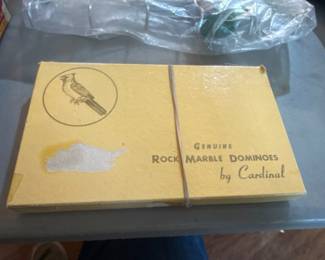 GENUINE
ROCK MARBLE DOMINOES
by Cardinal